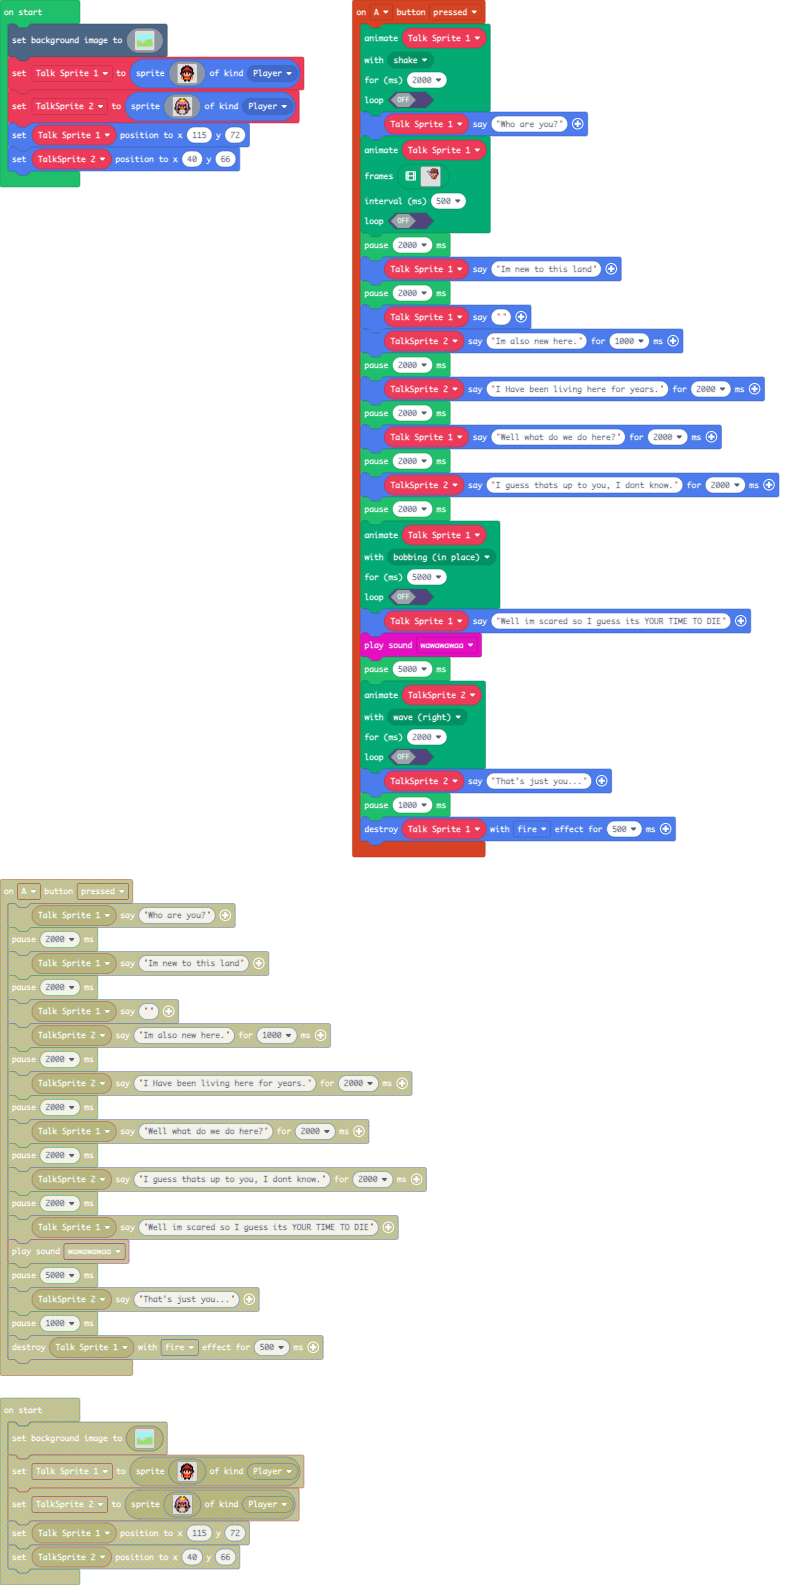 on start
set background image to
set Talk Sprite 1 to sprite of kind Player
set TalkSprite 2 to sprite of kind Player
set Talk Sprite 1 position to x 115 y 72
set TalkSprite 2 position to x 40 y 66
on A button pressed
animate Talk Sprite 1
with shake
for (ms) 2000
loop OFF
Talk Sprite 1 say "Who are you?"
animate Talk Sprite 1
frames
interval (ms) 500
loop OFF
pause 2000 ms
Talk Sprite 1 say "Im new to this land"
pause 2000 ms
Talk Sprite 1 say " "
TalkSprite 2 say "Im also new here." for 1000 ms
pause 2000 ms
TalkSprite 2 say "I Have been living here for years." for 2000 ms
pause 2000 ms
Talk Sprite 1 say "Well what do we do here?" for 2000 ms
pause 2000 ms
TalkSprite 2 say "I guess thats up to you, I dont know." for 2000 ms
pause 2000 ms
animate Talk Sprite 1
with bobbing (in place)
for (ms) 5000
loop OFF
Talk Sprite 1 say "Well im scared so I guess its YOUR TIME TO DIE"
play sound wawawawaa
pause 5000 ms
animate TalkSprite 2
with wave (right)
for (ms) 2000
loop OFF
TalkSprite 2 say "That's just you..."
pause 1000 ms
destroy Talk Sprite 1 with fire effect for 500 ms
on A button pressed
Talk Sprite 1 say "Who are you?"
pause 2000 ms
Talk Sprite 1 say "Im new to this land"
pause 2000 ms
Talk Sprite 1 say " "
TalkSprite 2 say "Im also new here." for 1000 ms
pause 2000 ms
TalkSprite 2 say "I Have been living here for years." for 2000 ms
pause 2000 ms
Talk Sprite 1 say "Well what do we do here?" for 2000 ms
pause 2000 ms
TalkSprite 2 say "I guess thats up to you, I dont know." for 2000 ms
pause 2000 ms
Talk Sprite 1 say "Well im scared so I guess its YOUR TIME TO DIE"
play sound wawawawaa
pause 5000 ms
TalkSprite 2 say "That's just you..."
pause 1000 ms
destroy Talk Sprite 1 with fire effect for 500 ms
on start
set background image to
set Talk Sprite 1 to sprite of kind Player
set TalkSprite 2 to sprite of kind Player
set Talk Sprite 1 position to x 115 y 72
set TalkSprite 2 position to x 40 y 66